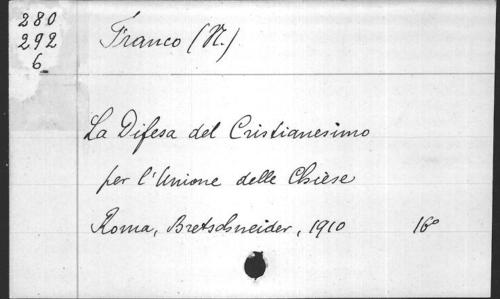 280
292
6
Franco (N.)
La Difesa del Cristianesimo
per l'Unione delle Chiese
Roma, Bretschneider, 1910 16°